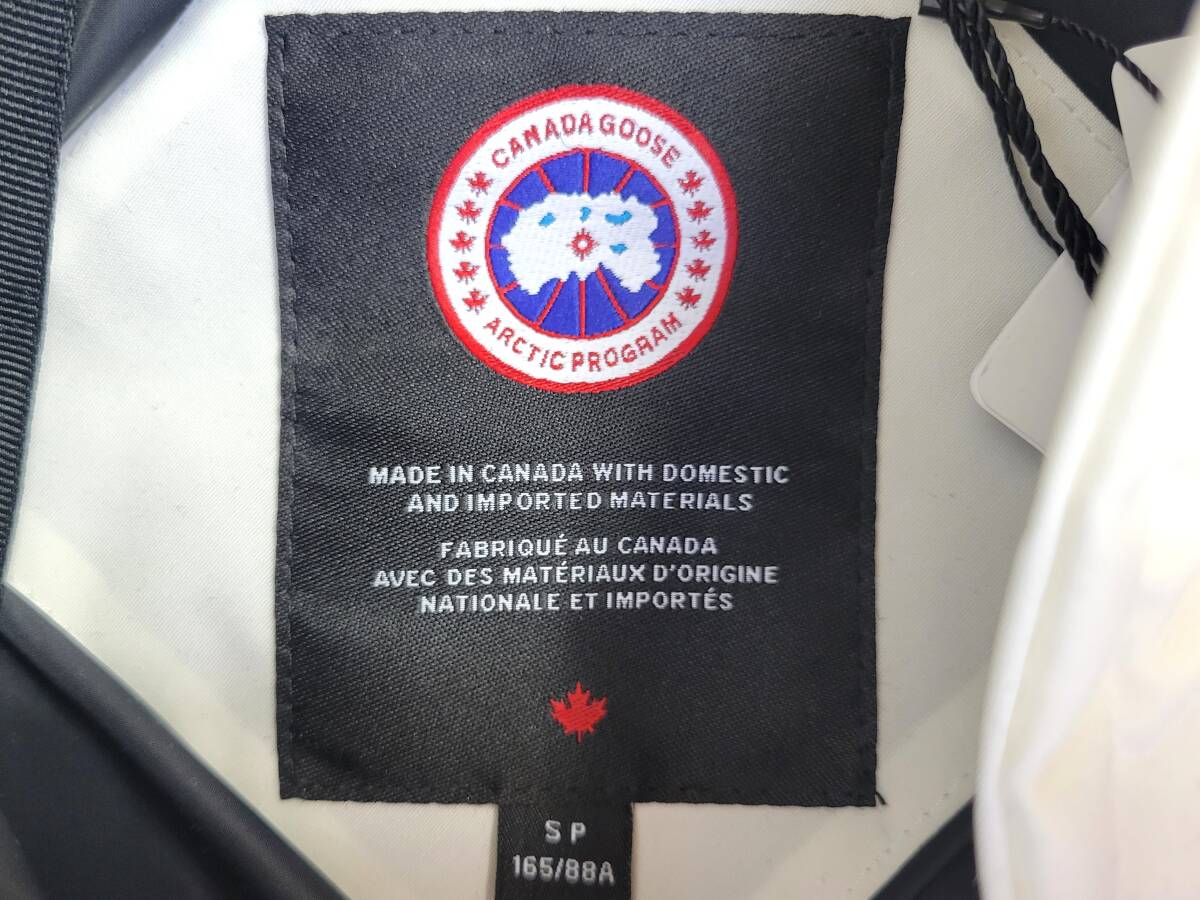 CANADA GOOSE
ARCTIC PROGRAM
MADE IN CANADA WITH DOMESTIC
AND IMPORTED MATERIALS
FABRIQUÉ AU CANADA
AVEC DES MATÉRIAUX D'ORIGINE
NATIONALE ET IMPORTÉS
S P
165/88A